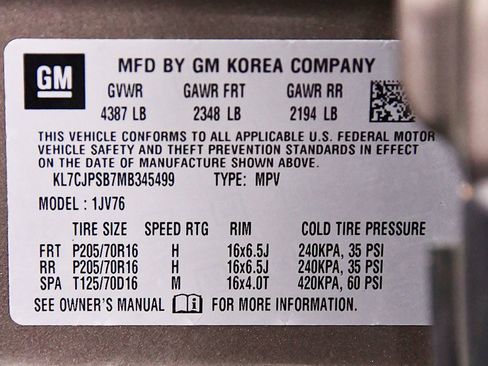 GM
MFD BY GM KOREA COMPANY
GVWR GAWR FRT GAWR RR
4387 LB 2348 LB 2194 LB
THIS VEHICLE CONFORMS TO ALL APPLICABLE U.S. FEDERAL MOTOR
VEHICLE SAFETY AND THEFT PREVENTION STANDARDS IN EFFECT
ON THE DATE OF MANUFACTURE SHOWN ABOVE.
KL7CJPSB7MB345499 TYPE: MPV
MODEL : 1JV76
TIRE SIZE SPEED RTG RIM COLD TIRE PRESSURE
FRT P205/70R16 H 16x6.5J 240KPA, 35 PSI
RR P205/70R16 H 16x6.5J 240KPA, 35 PSI
SPA T125/70D16 M 16x4.0T 420KPA, 60 PSI
SEE OWNER'S MANUAL FOR MORE INFORMATION.